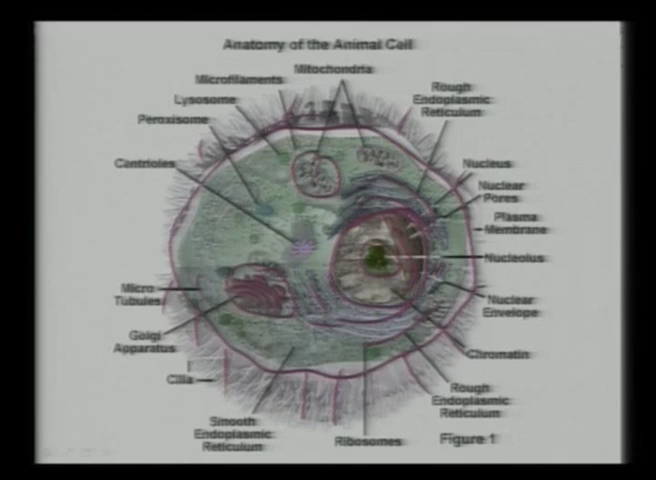 Anatomy of the Animal Cell
Mitochondria
Microfilaments
Lysosome
Peroxisome
Centrioles
Rough
Endoplasmic
Reticulum
Nucleus
Nuclear
Pores
Plasma
Membrane
Nucleolus
Nuclear
Envelope
Chromatin
Rough
Endoplasmic
Reticulum
Micro
Tubules
Golgi
Apparatus
Cilia
Smooth
Endoplasmic
Reticulum
Ribosomes
Figure 1